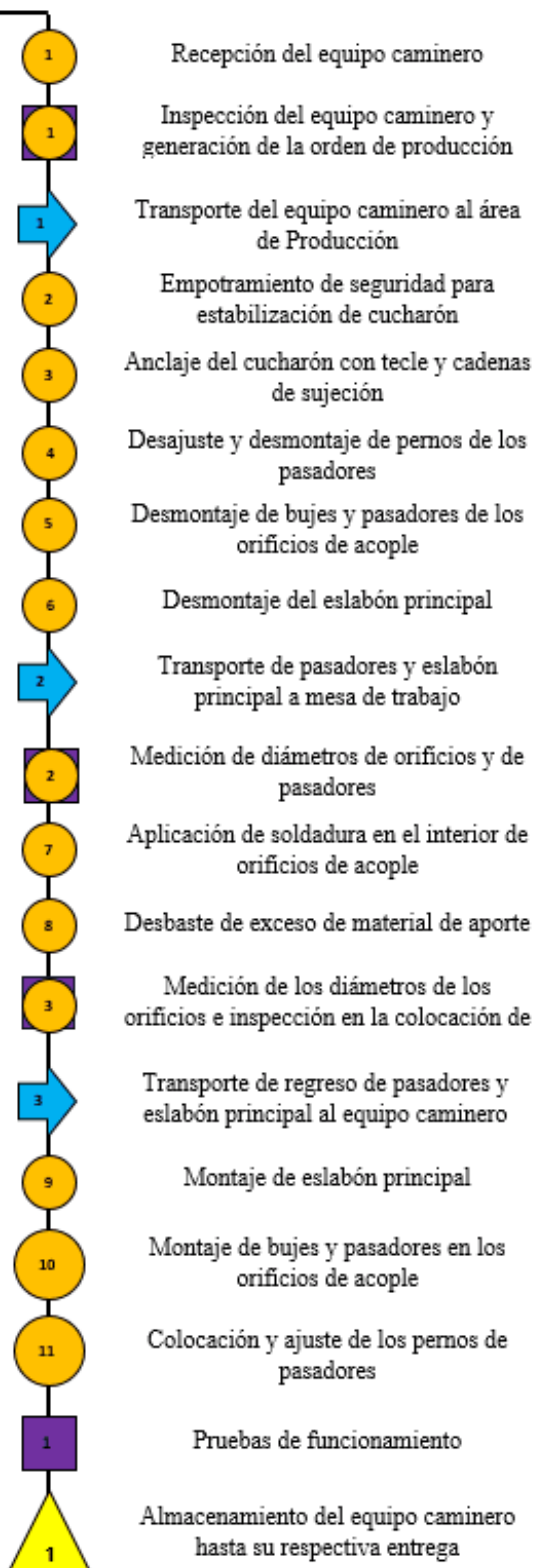 1
Recepción del equipo caminero
1
Inspección del equipo caminero y
generación de la orden de producción
1
Transporte del equipo caminero al área
de Producción
2
Empotramiento de seguridad para
estabilización de cucharón
3
Anclaje del cucharón con tecle y cadenas
de sujeción
4
Desajuste y desmontaje de pernos de los
pasadores
5
Desmontaje de bujes y pasadores de los
orificios de acople
6
Desmontaje del eslabón principal
2
Transporte de pasadores y eslabón
principal a mesa de trabajo
2
Medición de diámetros de orificios y de
pasadores
7
Aplicación de soldadura en el interior de
orificios de acople
8
Desbaste de exceso de material de aporte
3
Medición de los diámetros de los
orificios e inspección en la colocación de
3
Transporte de regreso de pasadores y
eslabón principal al equipo caminero
9
Montaje de eslabón principal
10
Montaje de bujes y pasadores en los
orificios de acople
11
Colocación y ajuste de los pernos de
pasadores
1
Pruebas de funcionamiento
1
Almacenamiento del equipo caminero
hasta su respectiva entrega